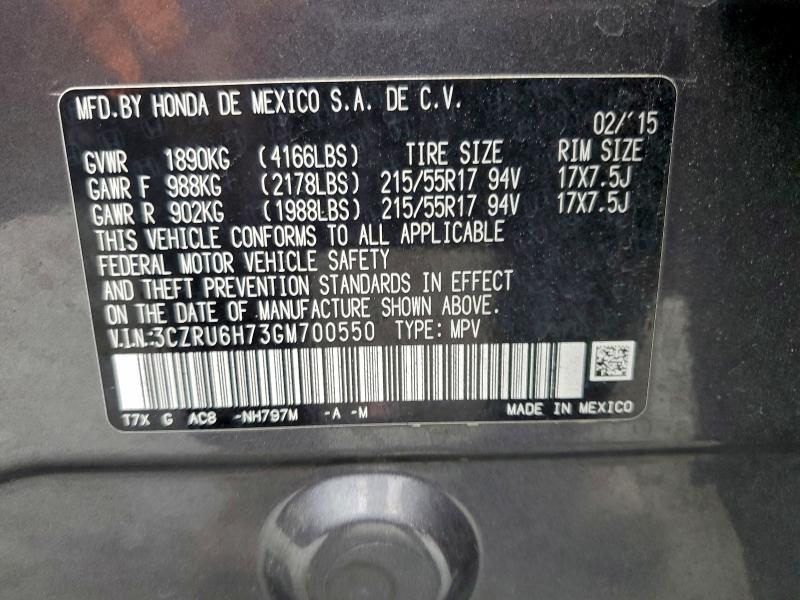 MFD.BY HONDA DE MEXICO S.A. DE C.V.
02/'15
GVWR 1890KG (4166LBS) TIRE SIZE RIM SIZE
GAWR F 988KG (2178LBS) 215/55R17 94V 17X7.5J
GAWR R 902KG (1988LBS) 215/55R17 94V 17X7.5J
THIS VEHICLE CONFORMS TO ALL APPLICABLE
FEDERAL MOTOR VEHICLE SAFETY
AND THEFT PREVENTION STANDARDS IN EFFECT
ON THE DATE OF MANUFACTURE SHOWN ABOVE.
V.I.N.:3CZRU6H73GM700550 TYPE: MPV
T7X G AC8 -NH797M -A -M MADE IN MEXICO